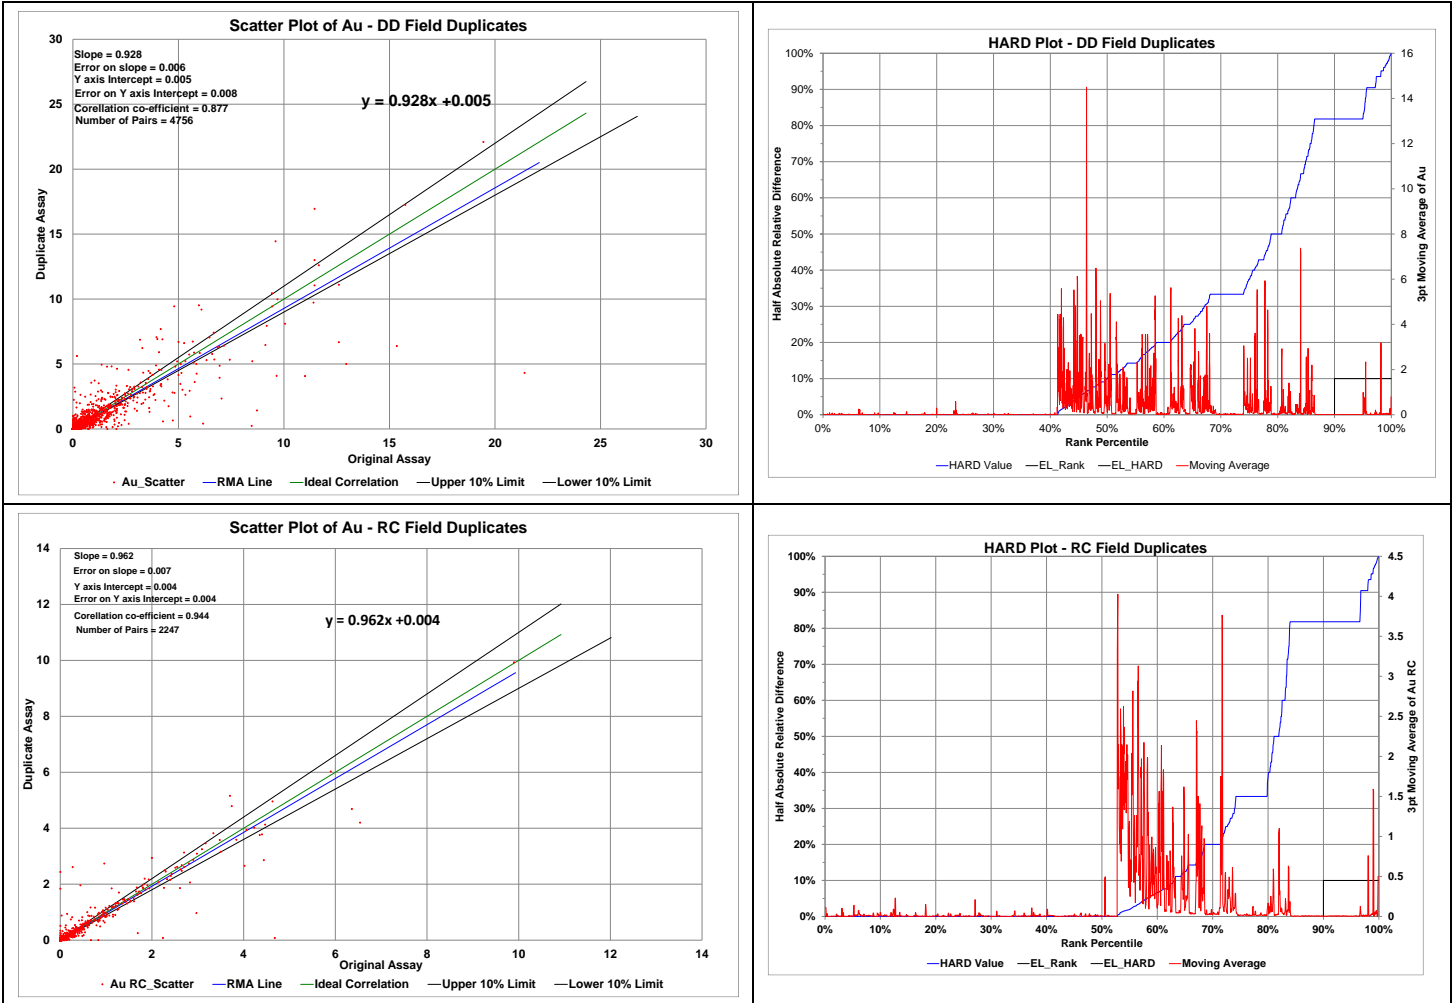 Scatter Plot of Au - DD Field Duplicates
Slope = 0.928
Error on slope = 0.006
Y axis Intercept = 0.005
Error on Y axis Intercept = 0.008
Corellation co-efficient = 0.877
Number of Pairs = 4756
y = 0.928x +0.005
30
25
20
15
10
5
0
Duplicate Assay
0 5 10 15 20 25 30
Original Assay
Au_Scatter RMA Line Ideal Correlation Upper 10% Limit Lower 10% Limit
HARD Plot - DD Field Duplicates
100%
90%
80%
70%
60%
50%
40%
30%
20%
10%
0%
Half Absolute Relative Difference
16
14
12
10
8
6
4
2
0
3pt Moving Average of Au
0% 10% 20% 30% 40% 50% 60% 70% 80% 90% 100%
Rank Percentile
HARD Value EL_Rank EL_HARD Moving Average
Scatter Plot of Au - RC Field Duplicates
Slope = 0.962
Error on slope = 0.007
Y axis Intercept = 0.004
Error on Y axis Intercept = 0.004
Corellation co-efficient = 0.944
Number of Pairs = 2247
y = 0.962x +0.004
14
12
10
8
6
4
2
0
Duplicate Assay
0 2 4 6 8 10 12 14
Original Assay
Au RC_Scatter RMA Line Ideal Correlation Upper 10% Limit Lower 10% Limit
HARD Plot - RC Field Duplicates
100%
90%
80%
70%
60%
50%
40%
30%
20%
10%
0%
Half Absolute Relative Difference
4.5
4
3.5
3
2.5
2
1.5
1
0.5
0
3pt Moving Average of Au RC
0% 10% 20% 30% 40% 50% 60% 70% 80% 90% 100%
Rank Percentile
HARD Value EL_Rank EL_HARD Moving Average